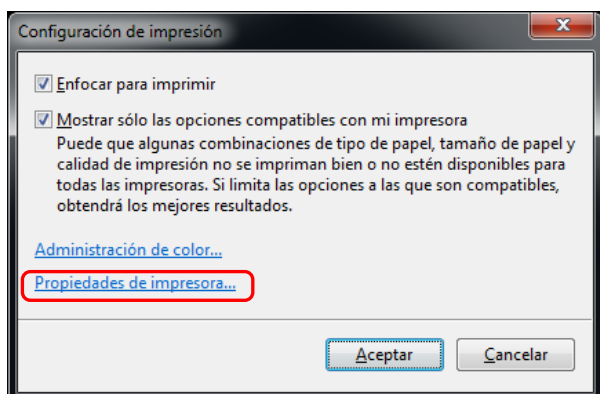 Configuración de impresión
Enfocar para imprimir
Mostrar sólo las opciones compatibles con mi impresora
Puede que algunas combinaciones de tipo de papel, tamaño de papel y
calidad de impresión no se impriman bien o no estén disponibles para
todas las impresoras. Si limita las opciones a las que son compatibles,
obtendrá los mejores resultados.
Administración de color...
Propiedades de impresora...
Aceptar
Cancelar